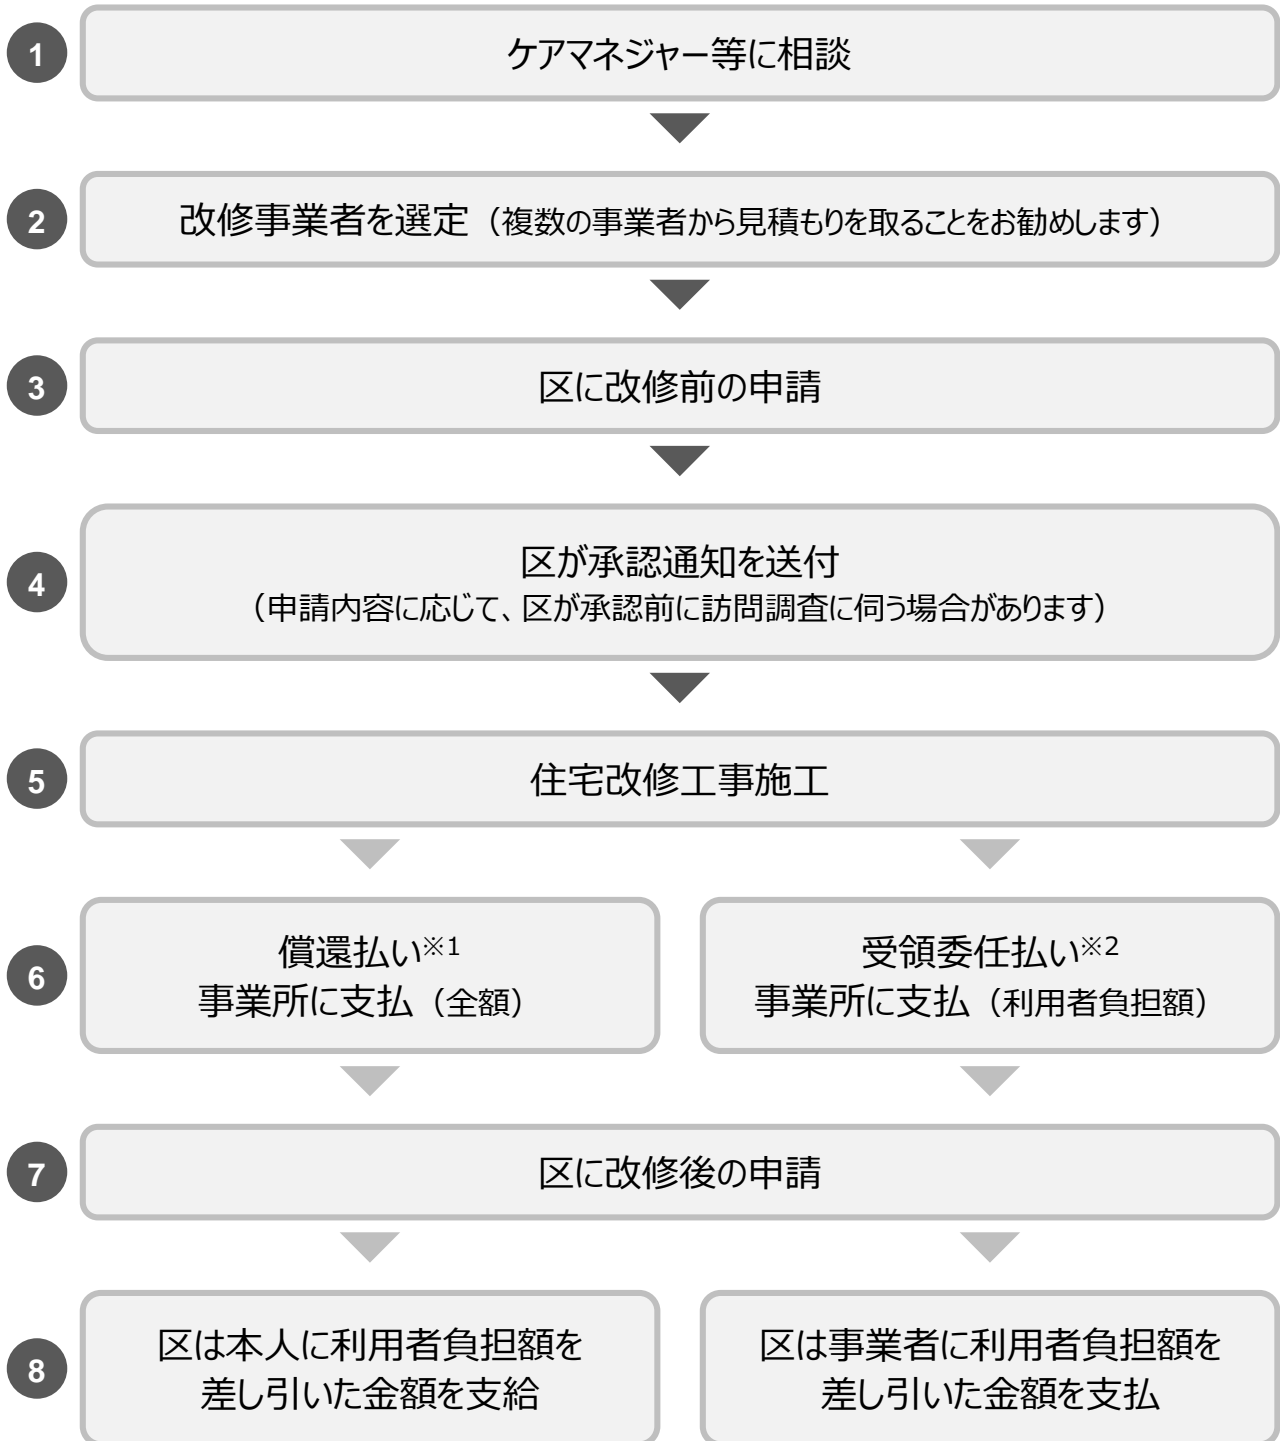 1
ケアマネジャー等に相談
2
改修事業者を選定（複数の事業者から見積もりを取ることをお勧めします）
3
区に改修前の申請
4
区が承認通知を送付
（申請内容に応じて、区が承認前に訪問調査に伺う場合があります）
5
住宅改修工事施工
6
償還払い※1
事業所に支払（全額）
受領委任払い※2
事業所に支払（利用者負担額）
7
区に改修後の申請
8
区は本人に利用者負担額を
差し引いた金額を支給
区は事業者に利用者負担額を
差し引いた金額を支払